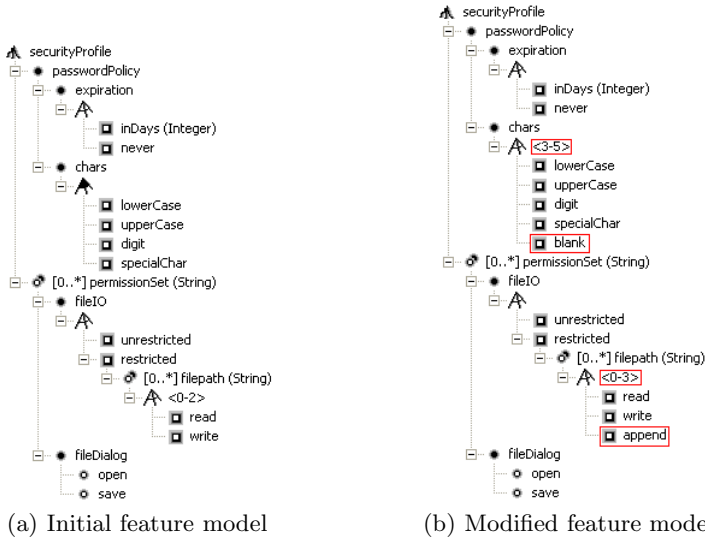 securityProfile
passwordPolicy
expiration
inDays (Integer)
never
chars
lowerCase
upperCase
digit
specialChar
[0..*] permissionSet (String)
fileIO
unrestricted
restricted
[0..*] filepath (String)
<0-2>
read
write
fileDialog
open
save
(a) Initial feature model
securityProfile
passwordPolicy
expiration
inDays (Integer)
never
chars
<3-5>
lowerCase
upperCase
digit
specialChar
blank
[0..*] permissionSet (String)
fileIO
unrestricted
restricted
[0..*] filepath (String)
<0-3>
read
write
append
fileDialog
open
save
(b) Modified feature mode